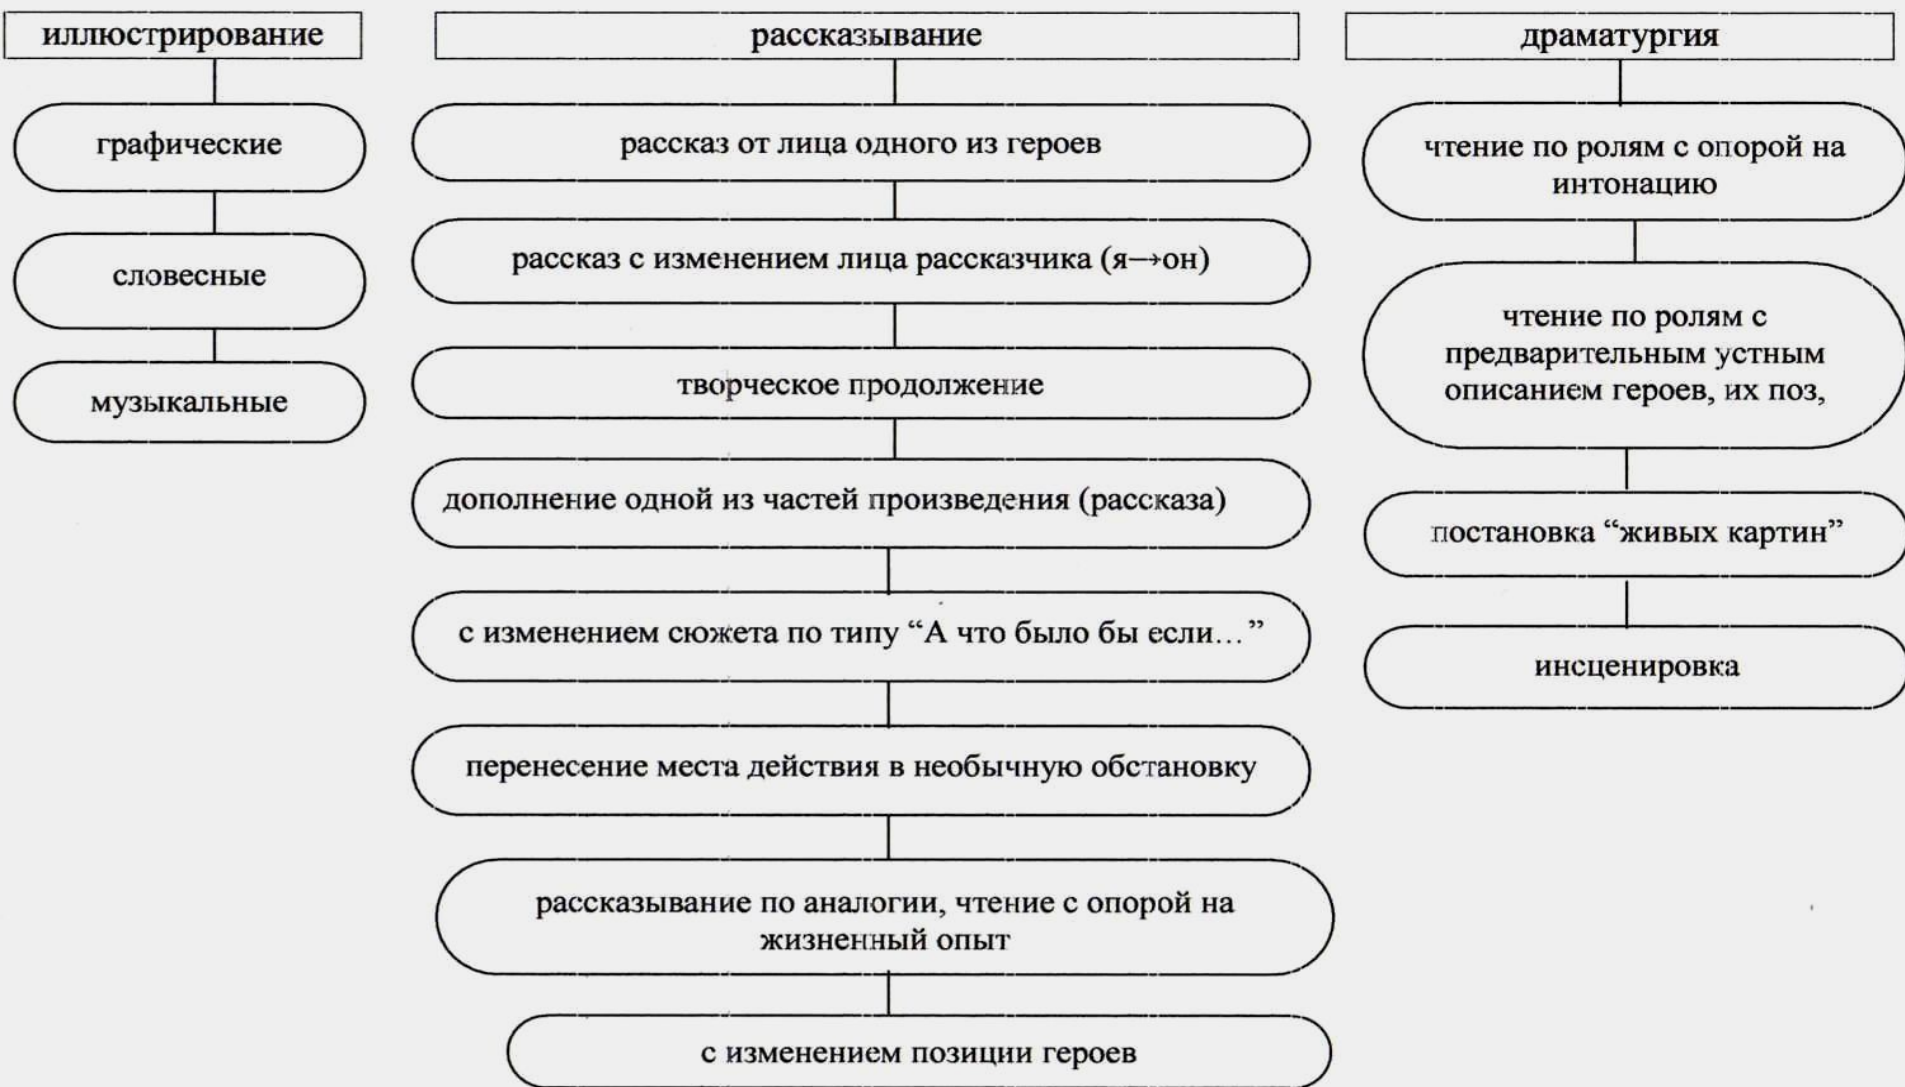 иллюстрирование
графические
словесные
музыкальные
рассказывание
рассказ от лица одного из героев
рассказ с изменением лица рассказчика (я→он)
творческое продолжение
дополнение одной из частей произведения (рассказа)
с изменением сюжета по типу “А что было бы если...”
перенесение места действия в необычную обстановку
рассказывание по аналогии, чтение с опорой на
жизненный опыт
с изменением позиции героев
драматургия
чтение по ролям с опорой на
интонацию
чтение по ролям с
предварительным устным
описанием героев, их поз,
постановка “живых картин”
инсценировка